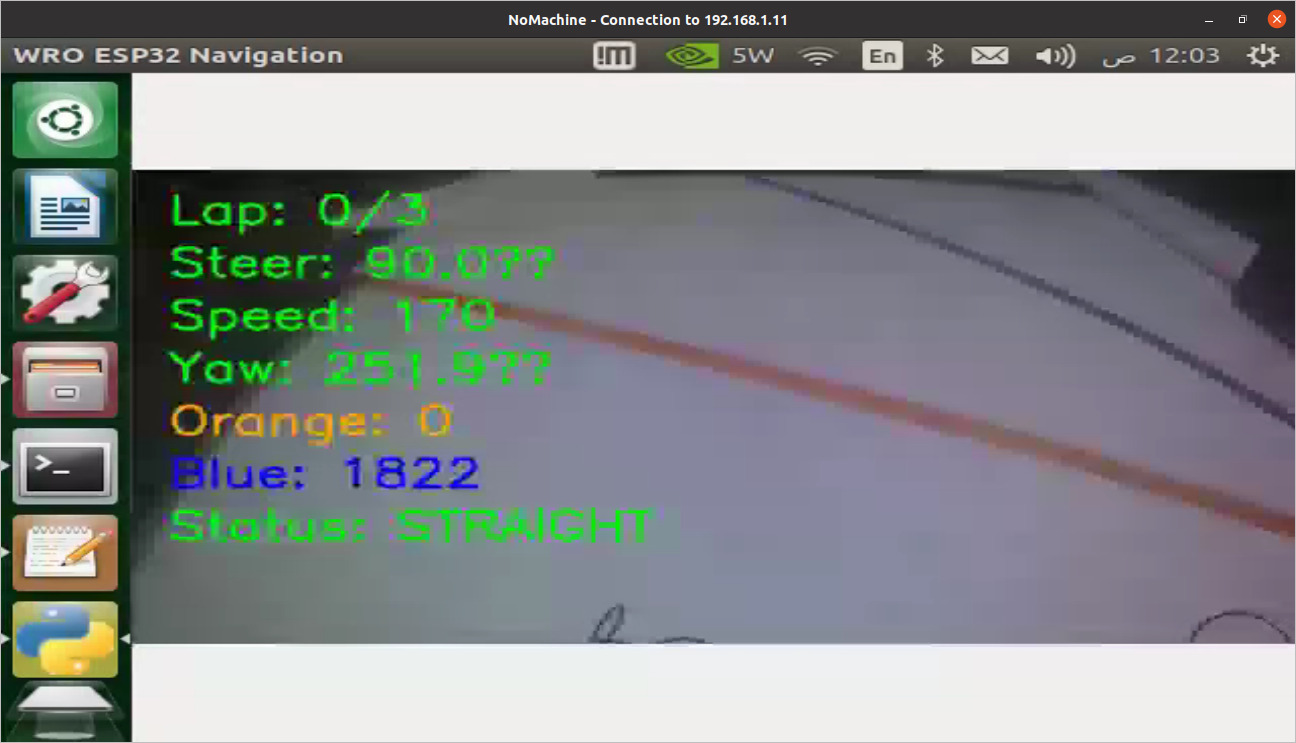 NoMachine - Connection to 192.168.1.11
WRO ESP32 Navigation
5W
En
12:03 ص
Lap: 0/3
Steer: 90.0??
Speed: 170
Yaw: 251.9??
Orange: 0
Blue: 1822
Status: STRAIGHT